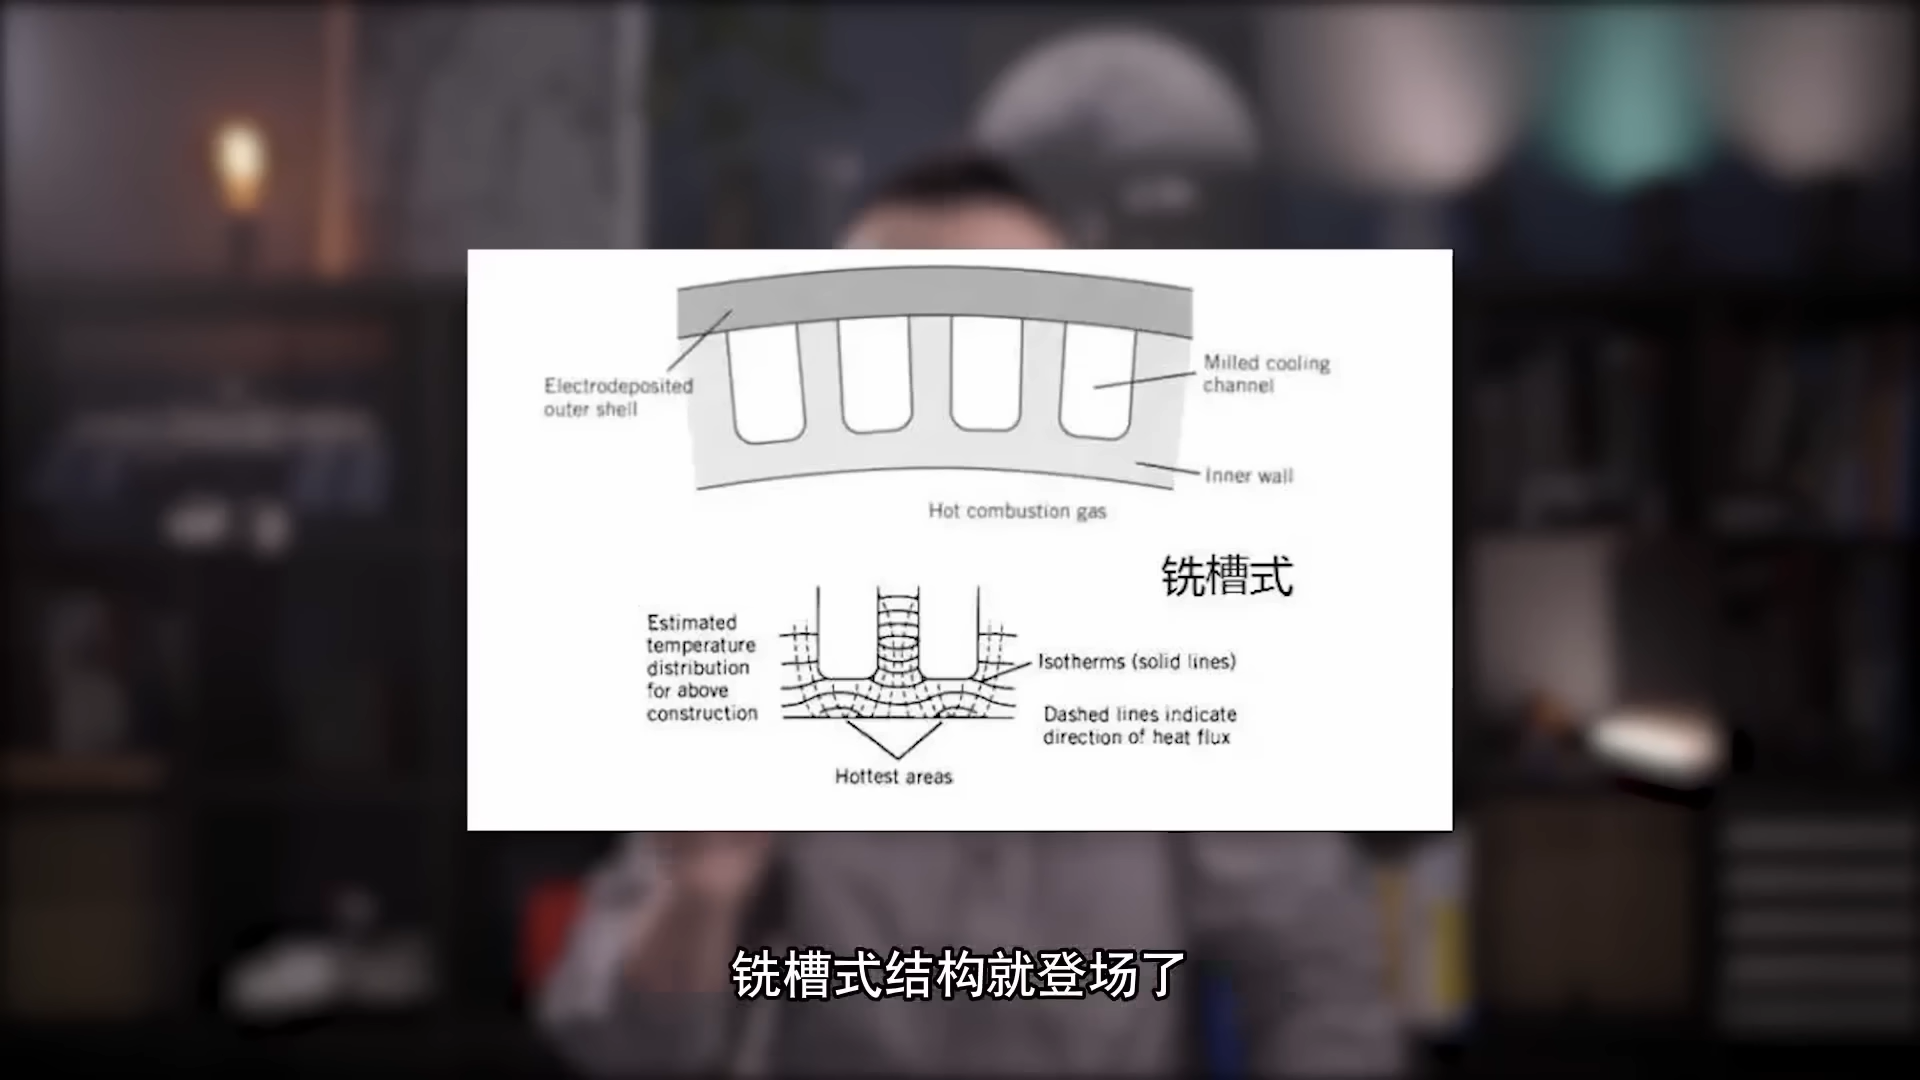 Electrodeposited
outer shell
Milled cooling
channel
Inner wall
Hot combustion gas
铣槽式
Estimated
temperature
distribution
for above
construction
Isotherms (solid lines)
Dashed lines indicate
direction of heat flux
Hottest areas
铣槽式结构就登场了